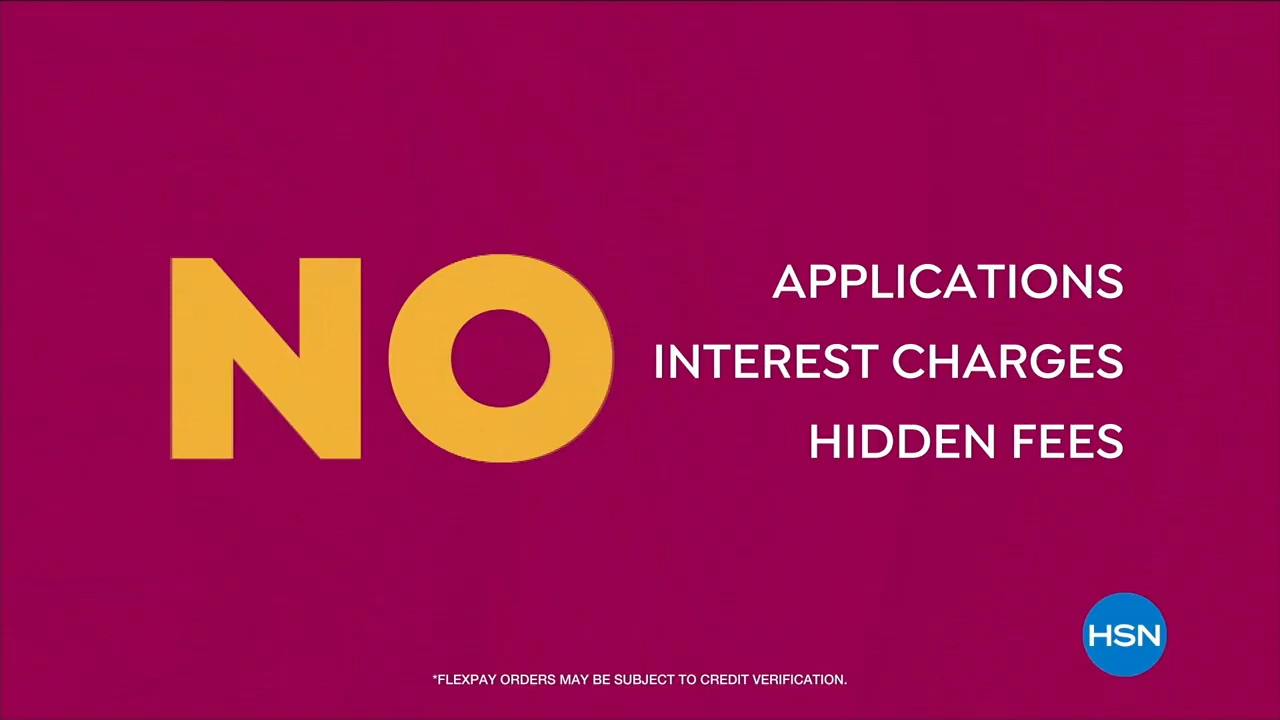 NO
APPLICATIONS
INTEREST CHARGES
HIDDEN FEES
HSN
*FLEXPAY ORDERS MAY BE SUBJECT TO CREDIT VERIFICATION.